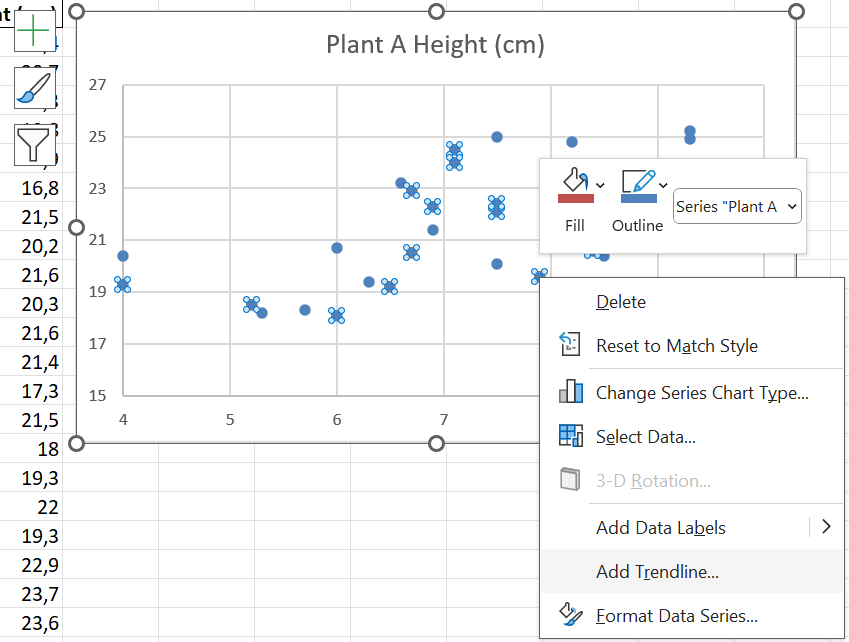 Plant A Height (cm)
27
25
23
21
19
17
15
4
5
6
7
16,8
21,5
20,2
21,6
20,3
21,6
21,4
17,3
21,5
18
19,3
22
19,3
22,9
23,7
23,6
Fill
Outline
Series "Plant A
Delete
Reset to Match Style
Change Series Chart Type...
Select Data...
3-D Rotation...
Add Data Labels
Add Trendline...
Format Data Series...